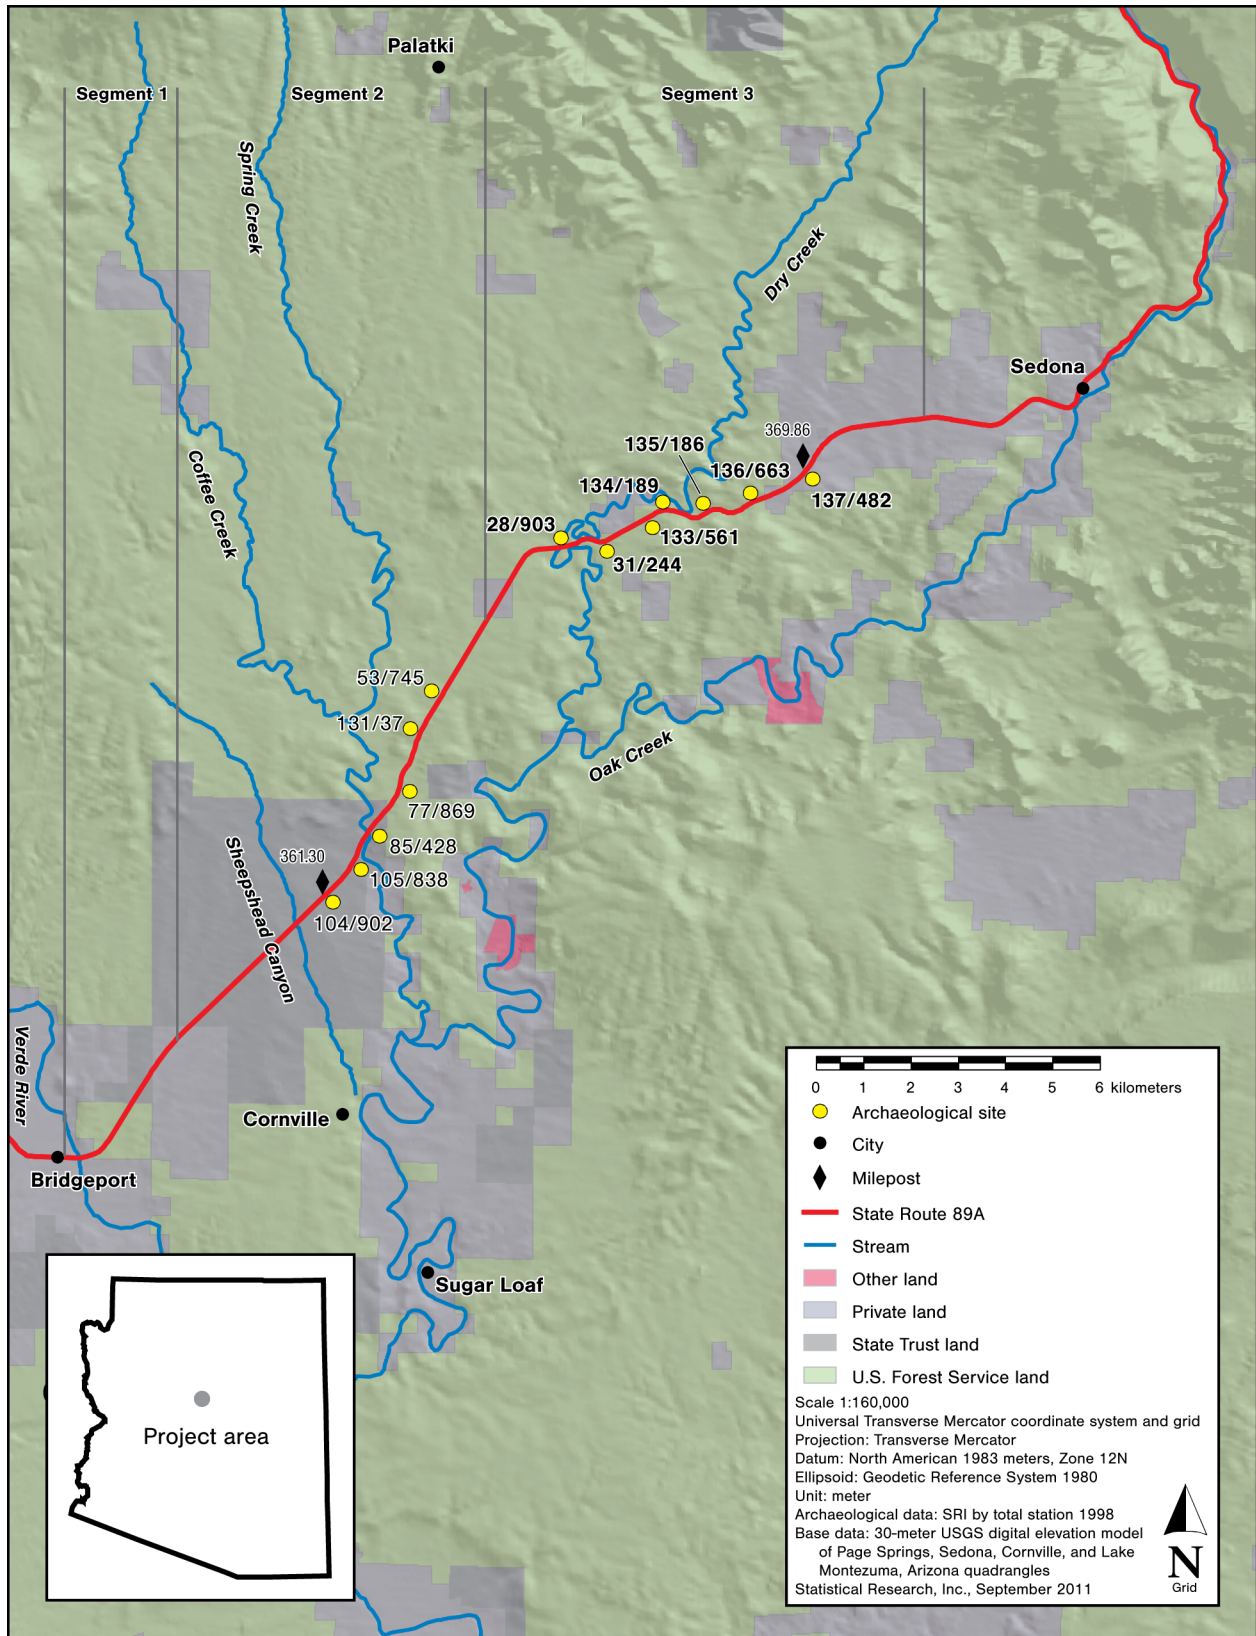 Palatki
Segment 1
Segment 2
Segment 3
Spring Creek
Dry Creek
Sedona
369.86
135/186
136/663
134/189
137/482
28/903
133/561
31/244
Coffee Creek
53/745
131/37
Oak Creek
77/869
85/428
361.30
105/838
104/902
Sheepshead Canyon
Verde River
Cornville
Bridgeport
Sugar Loaf
Project area
0 1 2 3 4 5 6 kilometers
Archaeological site
City
Milepost
State Route 89A
Stream
Other land
Private land
State Trust land
U.S. Forest Service land
Scale 1:160,000
Universal Transverse Mercator coordinate system and grid
Projection: Transverse Mercator
Datum: North American 1983 meters, Zone 12N
Ellipsoid: Geodetic Reference System 1980
Unit: meter
Archaeological data: SRI by total station 1998
Base data: 30-meter USGS digital elevation model
of Page Springs, Sedona, Cornville, and Lake
Montezuma, Arizona quadrangles
Statistical Research, Inc., September 2011
N
Grid